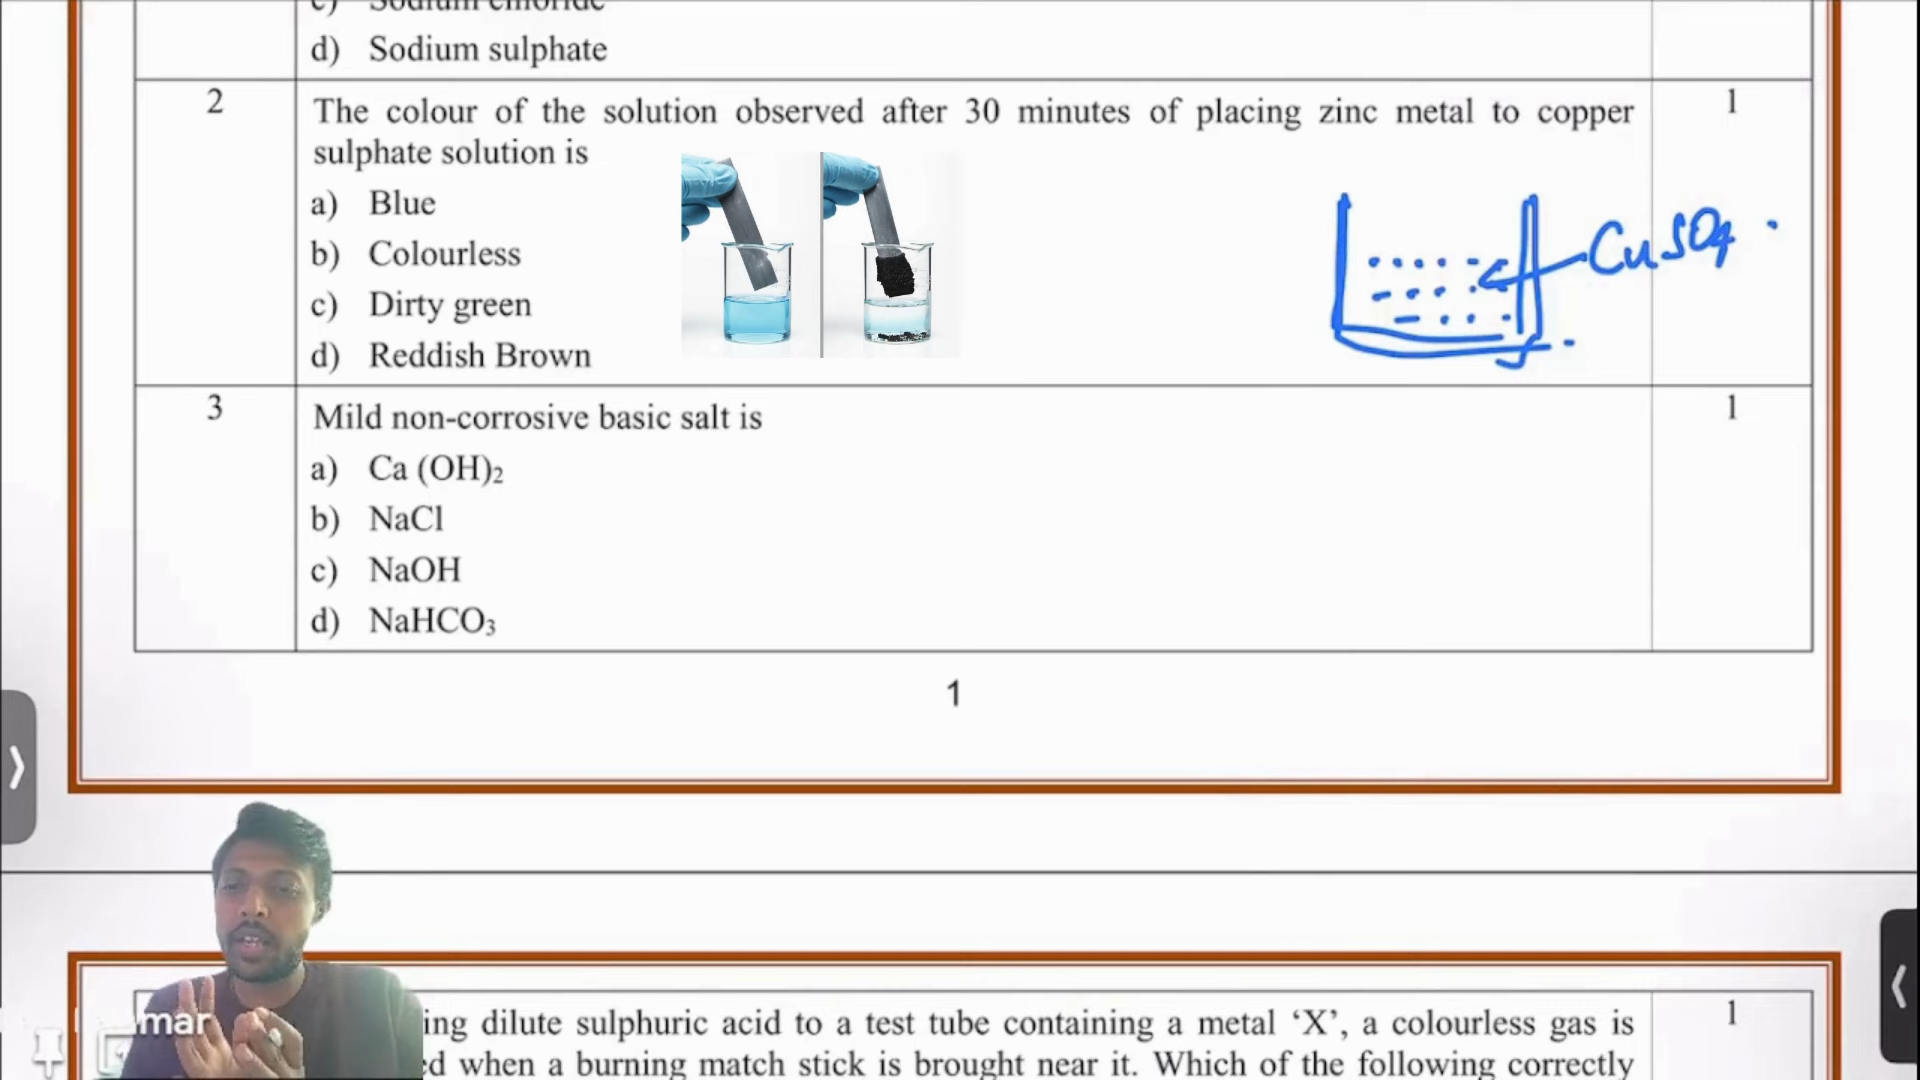 c) Sodium chloride
d) Sodium sulphate
2 The colour of the solution observed after 30 minutes of placing zinc metal to copper 1
sulphate solution is
a) Blue
b) Colourless
c) Dirty green
d) Reddish Brown
CuSO4
3 Mild non-corrosive basic salt is 1
a) Ca (OH)2
b) NaCl
c) NaOH
d) NaHCO3
1
mar
ing dilute sulphuric acid to a test tube containing a metal ‘X’, a colourless gas is 1
ed when a burning match stick is brought near it. Which of the following correctly